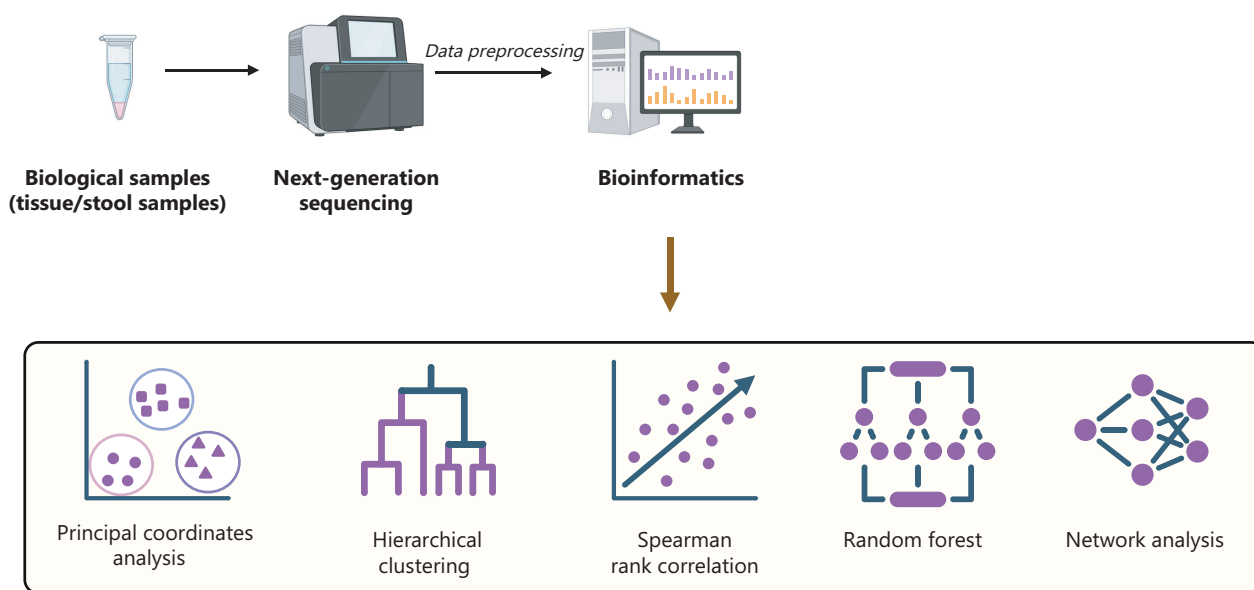 Data preprocessing
Biological samples
(tissue/stool samples)
Next-generation
sequencing
Bioinformatics
Principal coordinates
analysis
Hierarchical
clustering
Spearman
rank correlation
Random forest
Network analysis